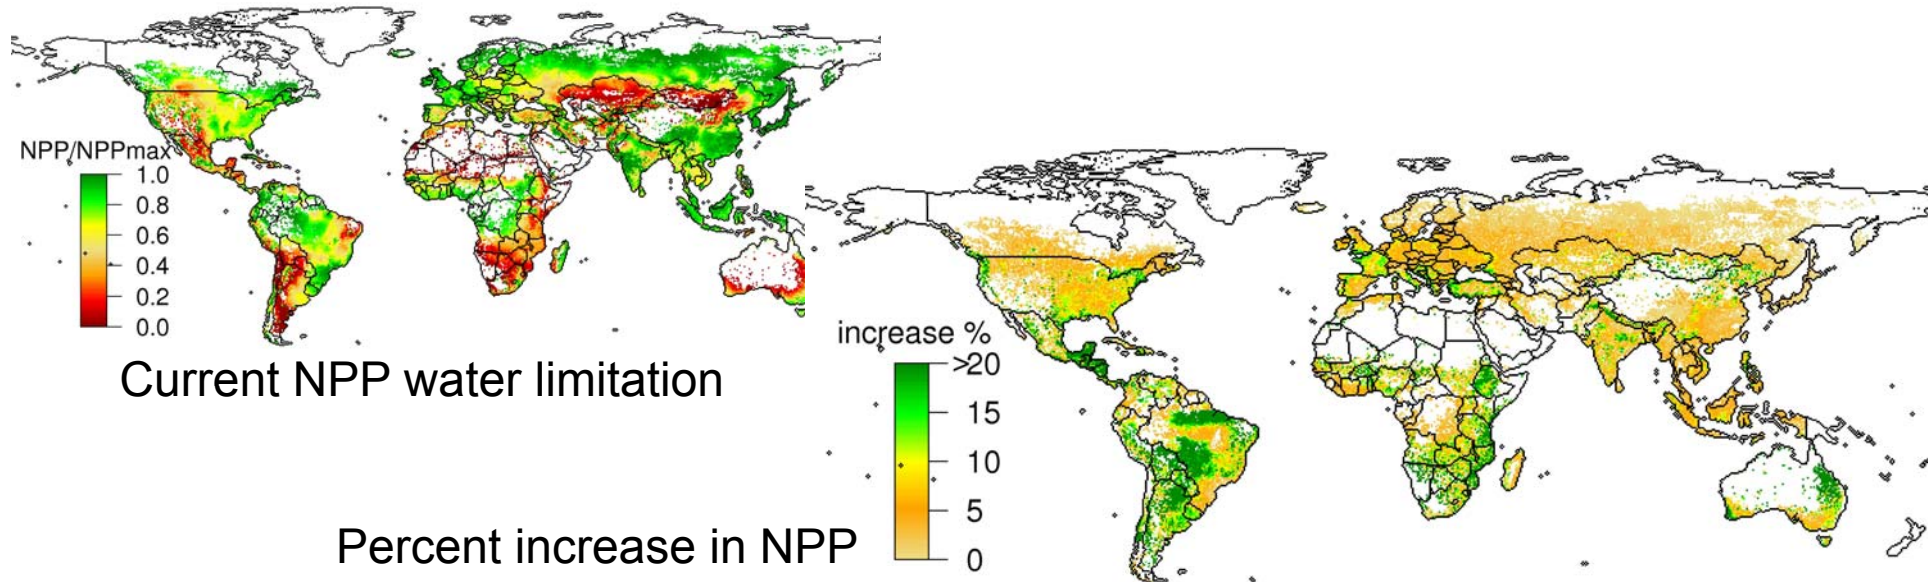 NPP/NPPmax
1.0
0.8
0.6
0.4
0.2
0.0
Current NPP water limitation
increase %
>20
15
10
5
0
Percent increase in NPP